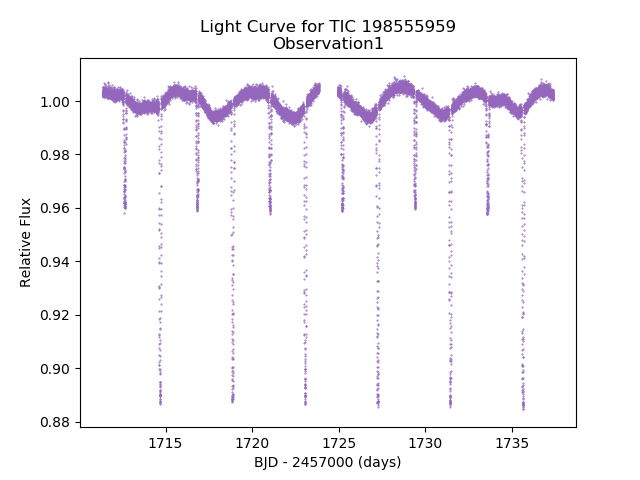 Light Curve for TIC 198555959
Observation1
1.00
0.98
0.96
0.94
0.92
0.90
0.88
Relative Flux
1715 1720 1725 1730 1735
BJD - 2457000 (days)